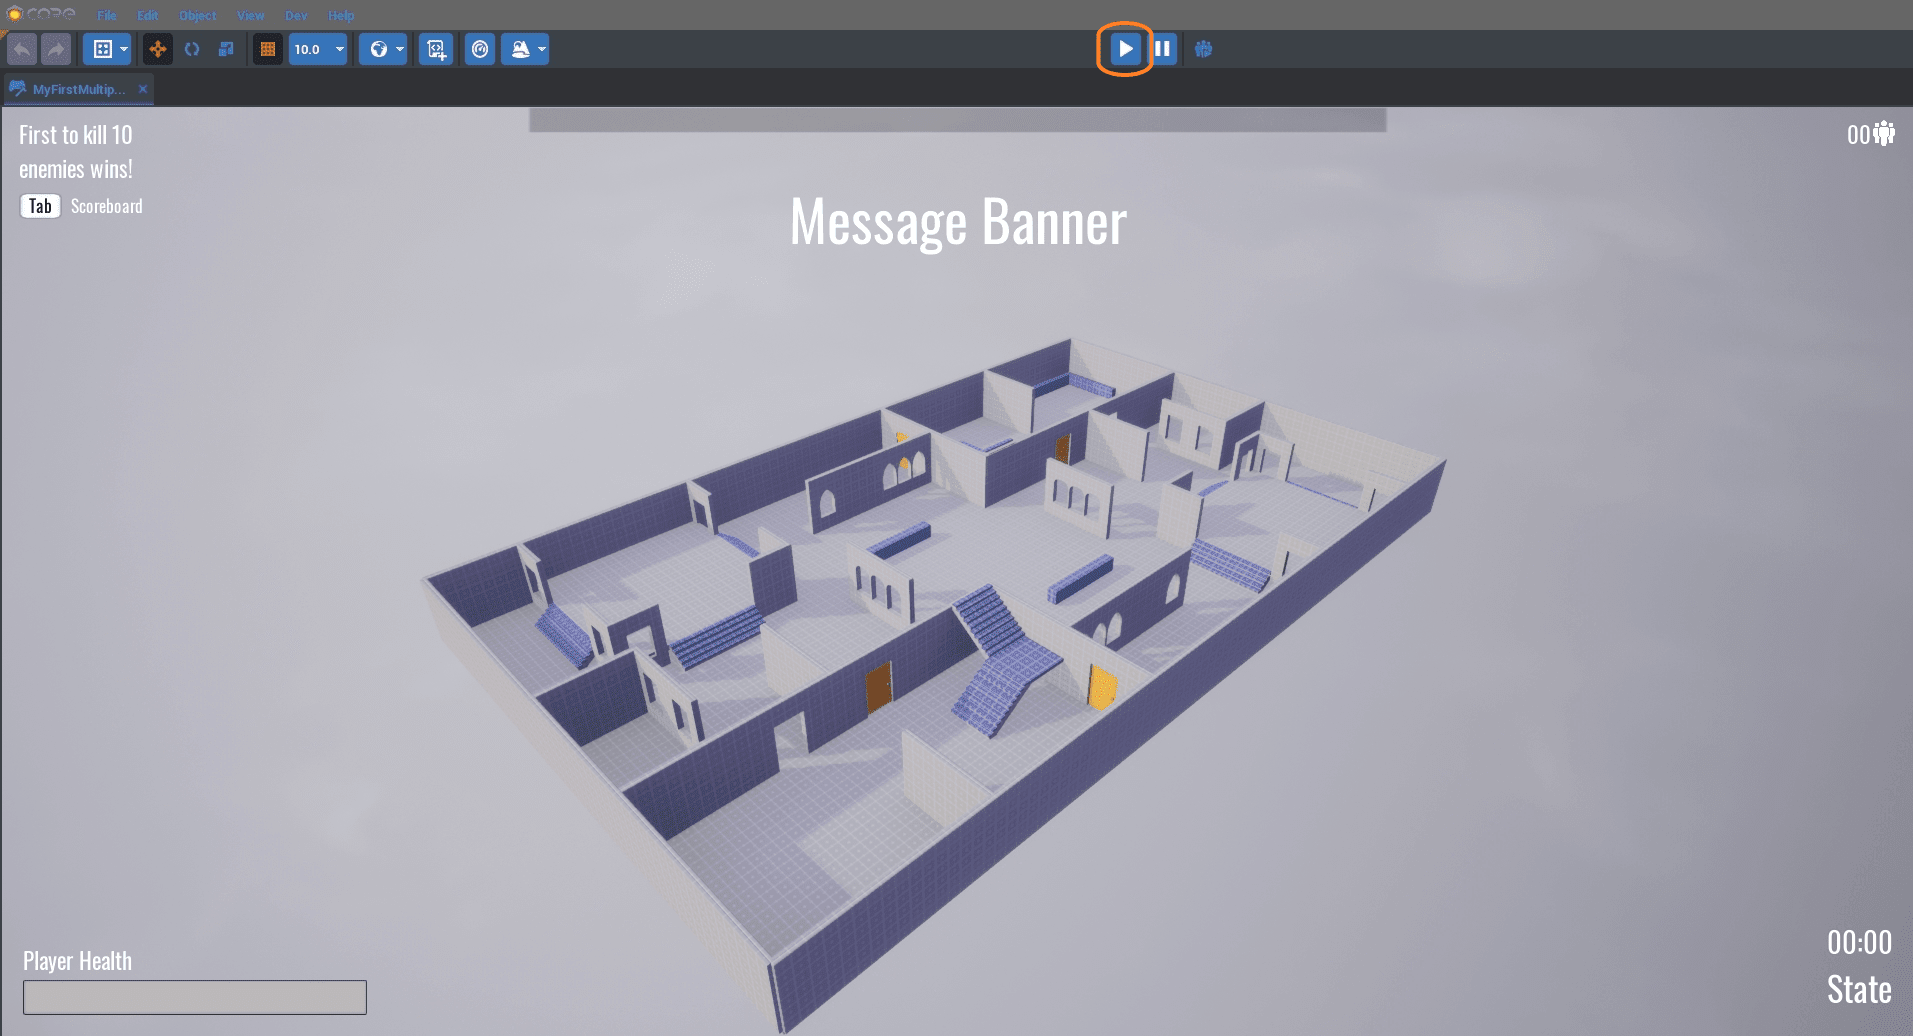 CORE
File Edit Object View Dev Help
10.0
MyFirstMultip...
First to kill 10
enemies wins!
Tab Scoreboard
00
Message Banner
Player Health
00:00
State